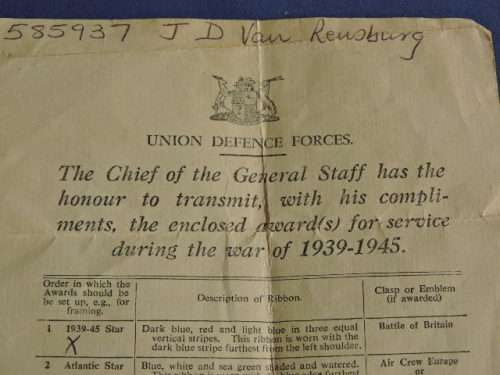 585937 J D Van Rensburg
UNION DEFENCE FORCES.
The Chief of the General Staff has the
honour to transmit, with his compli-
ments, the enclosed award(s) for service
during the war of 1939-1945.
Order in which the
Awards should be
be set up, e.g., for
framing.
Description of Ribbon.
Clasp or Emblem
(if awarded)
1 1939-45 Star
X
Dark blue, red and light blue in three equal
vertical stripes. This ribbon is worn with the
dark blue stripe furthest from the left shoulder.
Battle of Britain
2 Atlantic Star
Blue, white and sea green shaded and watered.
This ribbon is worn
Air Crew Europe
or